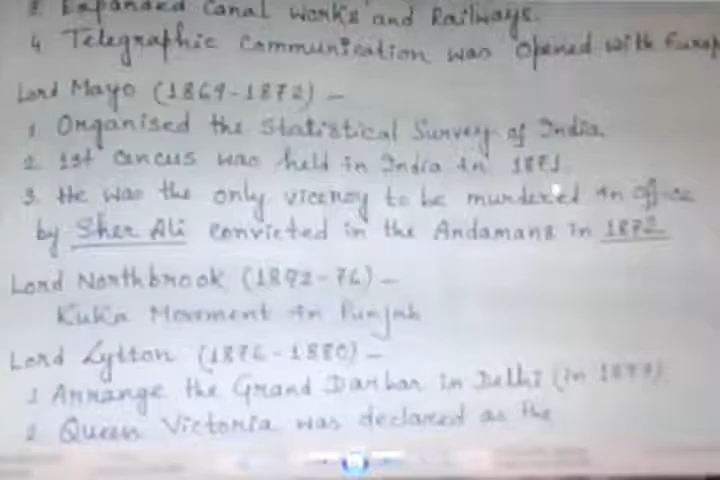 3. Expanded Canal works and Railways.
4 Telegraphic Communication was opened with Europ
Lord Mayo (1869-1872) -
1 Organised the Statistical Survey of India.
2 1st Cencus was held in India in 1871
3. He was the only viceroy to be murdered in office
by Sher Ali convicted in the Andamans in 1872
Lord Northbrook (1872-76) -
Kuka Movement in Punjab
Lord Lytton (1876-1880) -
1 Arrange the Grand Darbar in Delhi (in 1877)
2 Queen Victoria was declared as the